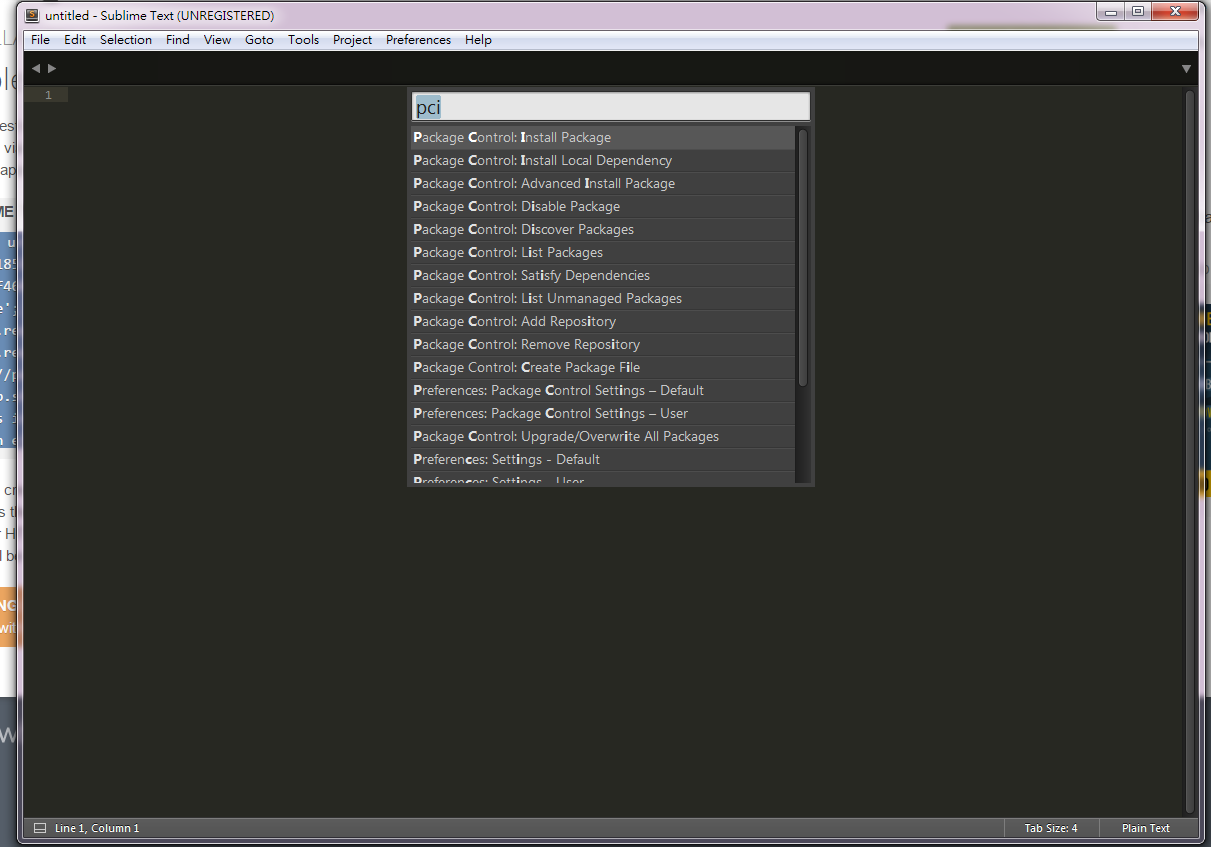 untitled - Sublime Text (UNREGISTERED)
File Edit Selection Find View Goto Tools Project Preferences Help
1
pci
Package Control: Install Package
Package Control: Install Local Dependency
Package Control: Advanced Install Package
Package Control: Disable Package
Package Control: Discover Packages
Package Control: List Packages
Package Control: Satisfy Dependencies
Package Control: List Unmanaged Packages
Package Control: Add Repository
Package Control: Remove Repository
Package Control: Create Package File
Preferences: Package Control Settings – Default
Preferences: Package Control Settings – User
Package Control: Upgrade/Overwrite All Packages
Preferences: Settings - Default
Preferences: Settings - User
Line 1, Column 1
Tab Size: 4
Plain Text